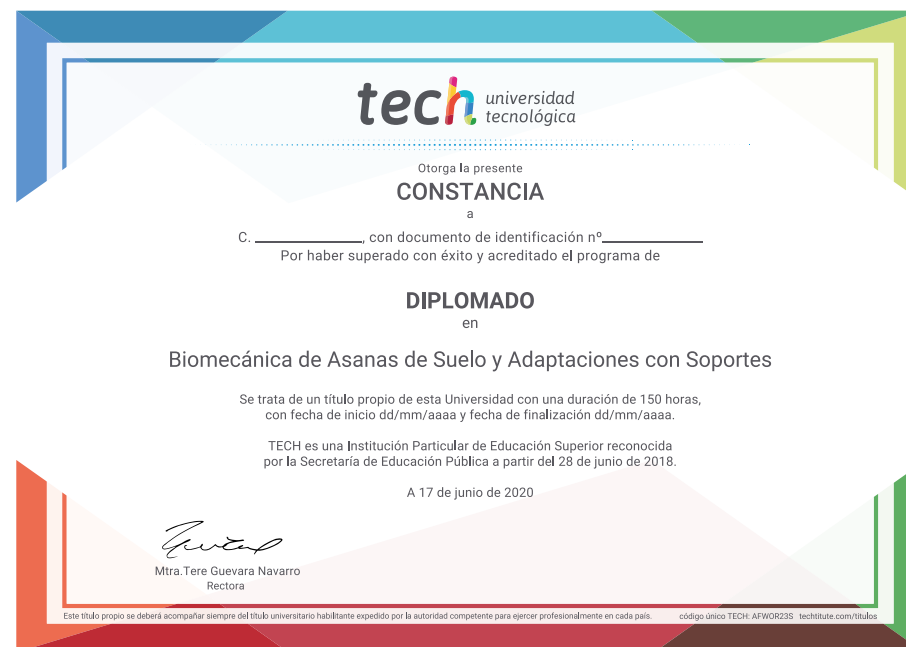 tech universidad
tecnológica
Otorga la presente
CONSTANCIA
a
C. ____________, con documento de identificación nº____________
Por haber superado con éxito y acreditado el programa de
DIPLOMADO
en
Biomecánica de Asanas de Suelo y Adaptaciones con Soportes
Se trata de un título propio de esta Universidad con una duración de 150 horas,
con fecha de inicio dd/mm/aaaa y fecha de finalización dd/mm/aaaa.
TECH es una Institución Particular de Educación Superior reconocida
por la Secretaría de Educación Pública a partir del 28 de junio de 2018.
A 17 de junio de 2020
Mtra.Tere Guevara Navarro
Rectora
Este título propio se deberá acompañar siempre del título universitario habilitante expedido por la autoridad competente para ejercer profesionalmente en cada país. código único TECH: AFWOR23S techtitute.com/titulos